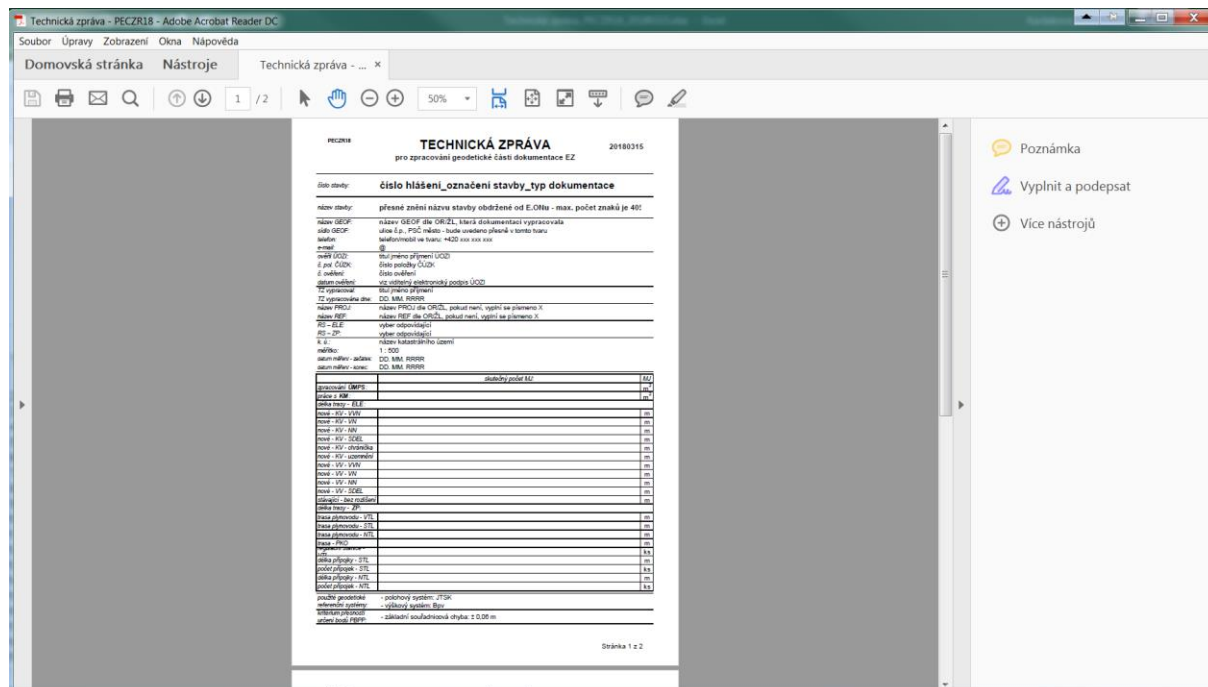 Technická zpráva - PECZR18 - Adobe Acrobat Reader DC
Soubor Úpravy Zobrazení Okna Nápověda
Domovská stránka Nástroje Technická zpráva - ... ×
1 / 2 50%
Poznámka
Vyplnit a podepsat
Více nástrojů
PECZR18 TECHNICKÁ ZPRÁVA 20180315
pro zpracování geodetické části dokumentace EZ
číslo stavby: číslo hlášení_označení stavby_typ dokumentace
název stavby: přesné znění názvu stavby obdržené od E.ONu - max. počet znaků je 405
název GEOF: název GEOF dle OR/ŽL, která dokumentaci vypracovala
sídlo GEOF: ulice č.p., PSČ město - bude uvedeno přesně v tomto tvaru
telefon: telefon/mobil ve tvaru: +420 xxx xxx xxx
e-mail: @
ověřil ÚOZI: titul jméno příjmení ÚOZI
č. pol. ČÚZK: číslo položky ČÚZK
č. ověření: číslo ověření
datum ověření: viz viditelný elektronický podpis ÚOZI
TZ vypracoval: titul jméno příjmení
TZ vypracována dne: DD. MM. RRRR
název PROJ: název PROJ dle OR/ŽL, pokud není, vyplní se písmeno X
název REF: název REF dle OR/ŽL, pokud není, vyplní se písmeno X
RS – ELE: vyber odpovídající
RS – ZP: vyber odpovídající
k. ú.: název katastrálního území
měřítko: 1 : 500
datum měření - začátek: DD. MM. RRRR
datum měření - konec: DD. MM. RRRR
skutečný počet MJ MJ
zpracování ÚMPS: m²
práce s KM: m²
délka trasy - ELE:
nové - KV - VVN m
nové - KV - VN m
nové - KV - NN m
nové - KV - SDEL m
nové - KV - chránička m
nové - KV - uzemnění m
nové - VV - VVN m
nové - VV - VN m
nové - VV - NN m
nové - VV - SDEL m
stávající - bez rozlišení m
délka trasy - ZP:
trasa plynovodu - VTL m
trasa plynovodu - STL m
trasa plynovodu - NTL m
trasa - PKO m
ks
délka přípojky - STL m
počet přípojek - STL ks
délka přípojky - NTL m
počet přípojek - NTL ks
použité geodetické - polohový systém: JTSK
referenční systémy: - výškový systém: Bpv
kritérium přesnosti
určení bodů PBPP: - základní souřadnicová chyba: ± 0,06 m
Stránka 1 z 2